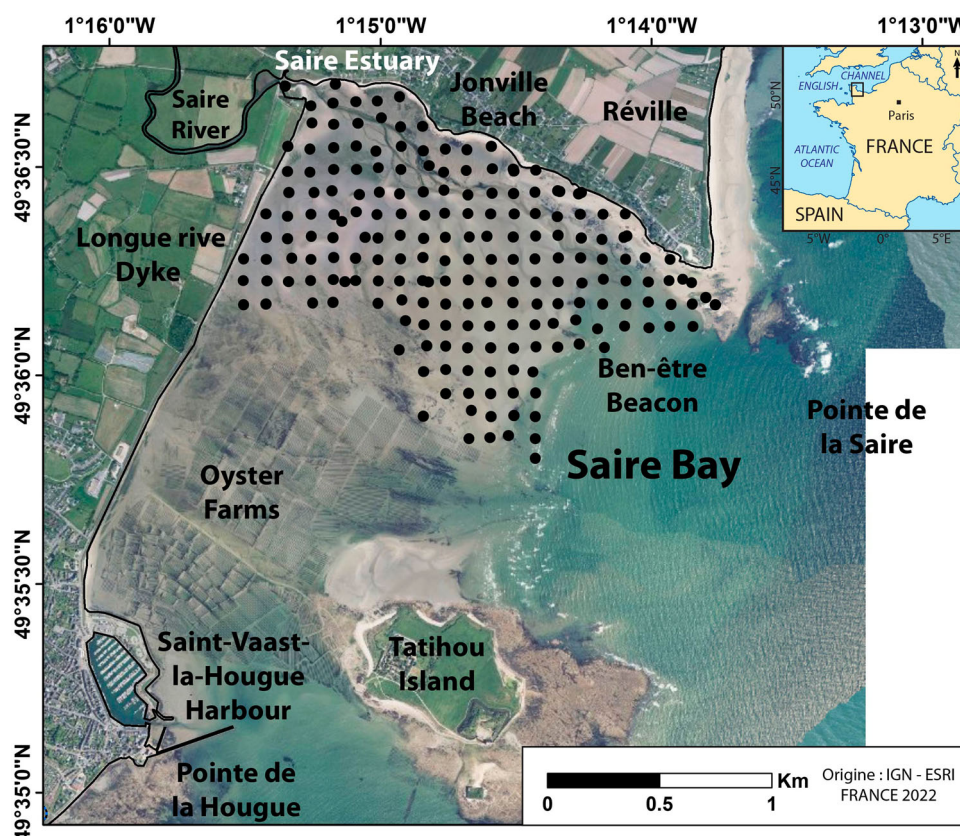 1°16'0"W
1°15'0"W
1°14'0"W
1°13'0"W
Saire Estuary
Jonville
Beach
Réville
Saire
River
49°36'30"N
Longue rive
Dyke
ENGLISH
CHANNEL
50°N
Paris
FRANCE
ATLANTIC
OCEAN
45°N
SPAIN
5°W
0°
5°E
N
49°36'0"N
Ben-être
Beacon
Pointe de
la Saire
Saire Bay
Oyster
Farms
49°35'30"N
Saint-Vaast-
la-Hougue
Harbour
Tatihou
Island
49°35'0"N
Pointe de
la Hougue
Km
0
0.5
1
Origine : IGN - ESRI
FRANCE 2022